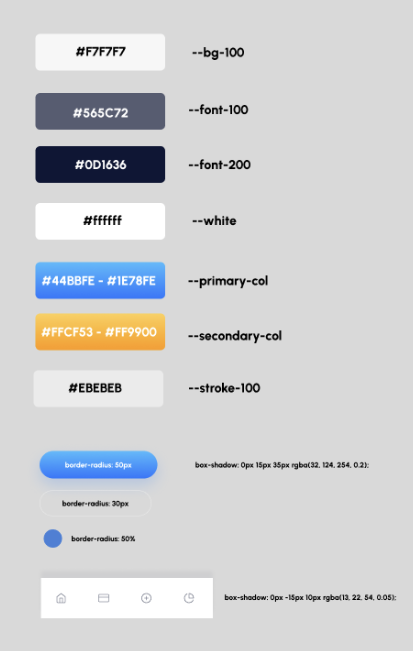 #F7F7F7 --bg-100
#565C72 --font-100
#0D1636 --font-200
#ffffff --white
#44BBFE - #1E78FE --primary-col
#FFCF53 - #FF9900 --secondary-col
#EBEBEB --stroke-100
border-radius: 50px box-shadow: 0px 15px 35px rgba(32, 124, 254, 0.2);
border-radius: 30px
border-radius: 50%
box-shadow: 0px -15px 10px rgba(13, 22, 54, 0.05);